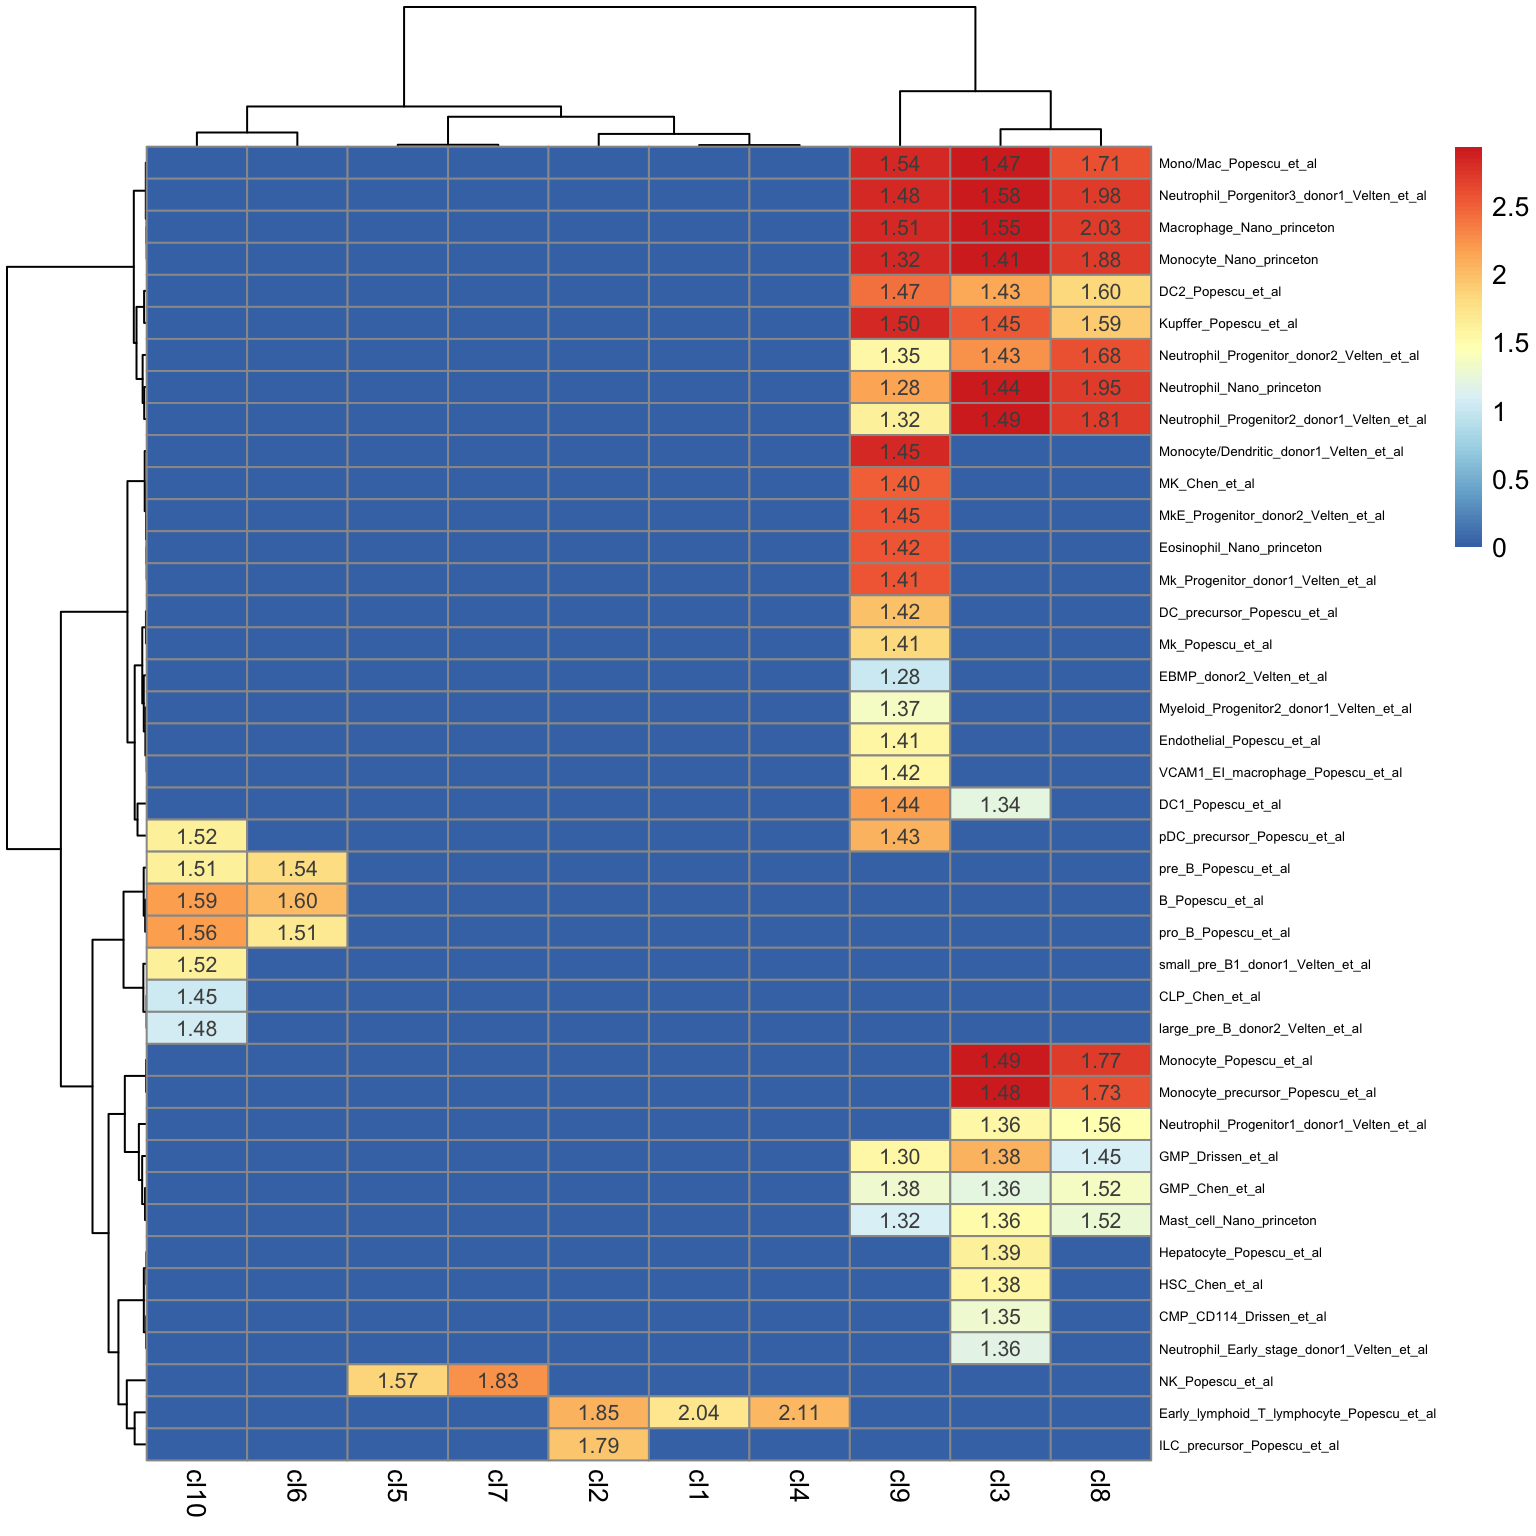 1.54 1.47 1.71 Mono/Mac_Popescu_et_al
1.48 1.58 1.98 Neutrophil_Porgenitor3_donor1_Velten_et_al
2.5
1.51 1.55 2.03 Macrophage_Nano_princeton
1.32 1.41 1.88 Monocyte_Nano_princeton
2
1.47 1.43 1.60 DC2_Popescu_et_al
1.50 1.45 1.59 Kupffer_Popescu_et_al
1.5
1.35 1.43 1.68 Neutrophil_Progenitor_donor2_Velten_et_al
1.28 1.44 1.95 Neutrophil_Nano_princeton
1
1.32 1.49 1.81 Neutrophil_Progenitor2_donor1_Velten_et_al
1.45 Monocyte/Dendritic_donor1_Velten_et_al
0.5
1.40 MK_Chen_et_al
1.45 MkE_Progenitor_donor2_Velten_et_al
1.42 Eosinophil_Nano_princeton
0
1.41 Mk_Progenitor_donor1_Velten_et_al
1.42 DC_precursor_Popescu_et_al
1.41 Mk_Popescu_et_al
1.28 EBMP_donor2_Velten_et_al
1.37 Myeloid_Progenitor2_donor1_Velten_et_al
1.41 Endothelial_Popescu_et_al
1.42 VCAM1_EI_macrophage_Popescu_et_al
1.44 1.34 DC1_Popescu_et_al
1.52 1.43 pDC_precursor_Popescu_et_al
1.51 1.54 pre_B_Popescu_et_al
1.59 1.60 B_Popescu_et_al
1.56 1.51 pro_B_Popescu_et_al
1.52 small_pre_B1_donor1_Velten_et_al
1.45 CLP_Chen_et_al
1.48 large_pre_B_donor2_Velten_et_al
1.49 1.77 Monocyte_Popescu_et_al
1.48 1.73 Monocyte_precursor_Popescu_et_al
1.36 1.56 Neutrophil_Progenitor1_donor1_Velten_et_al
1.30 1.38 1.45 GMP_Drissen_et_al
1.38 1.36 1.52 GMP_Chen_et_al
1.32 1.36 1.52 Mast_cell_Nano_princeton
1.39 Hepatocyte_Popescu_et_al
1.38 HSC_Chen_et_al
1.35 CMP_CD114_Drissen_et_al
1.36 Neutrophil_Early_stage_donor1_Velten_et_al
1.57 1.83 NK_Popescu_et_al
1.85 2.04 2.11 Early_lymphoid_T_lymphocyte_Popescu_et_al
1.79 ILC_precursor_Popescu_et_al
cl10 cl6 cl5 cl7 cl2 cl1 cl4 cl9 cl3 cl8